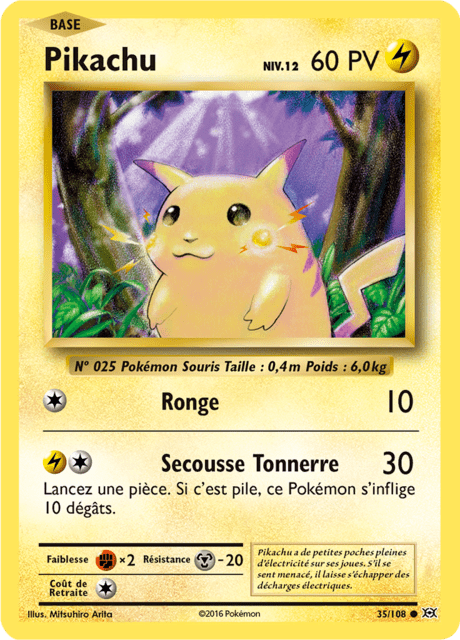 BASE
Pikachu
NIV.12 60 PV
Nº 025 Pokémon Souris Taille : 0,4m Poids : 6,0kg
Ronge 10
Secousse Tonnerre 30
Lancez une pièce. Si c'est pile, ce Pokémon s'inflige
10 dégâts.
Faiblesse ×2 Résistance -20
Coût de
Retraite
Pikachu a de petites poches pleines
d'électricité sur ses joues. S'il se
sent menacé, il laisse s'échapper des
décharges électriques.
Illus. Mitsuhiro Arita ©2016 Pokémon 35/108